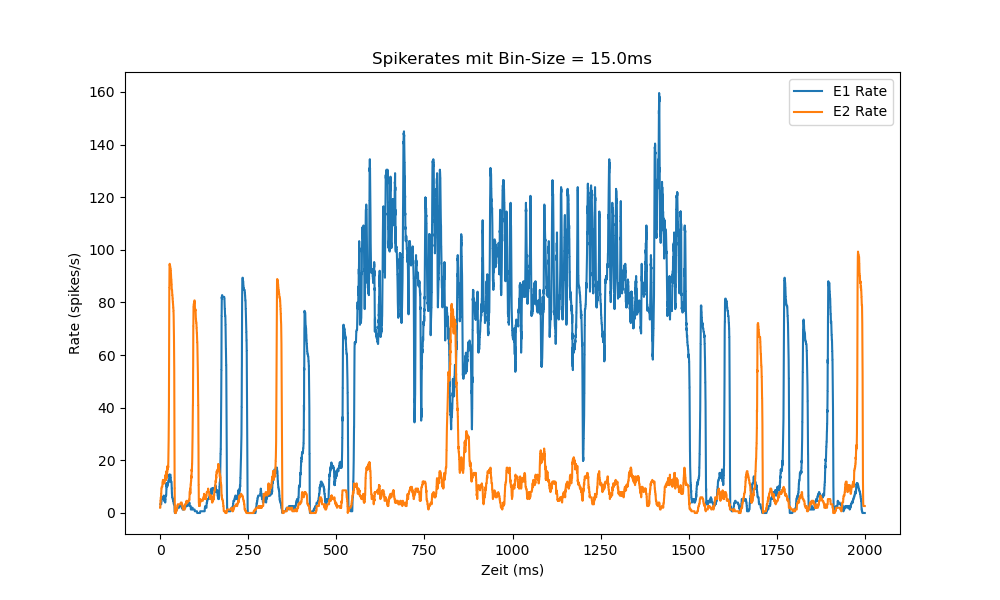 Spikerates mit Bin-Size = 15.0ms
E1 Rate
E2 Rate
160
140
120
100
80
60
40
20
0
Rate (spikes/s)
0 250 500 750 1000 1250 1500 1750 2000
Zeit (ms)